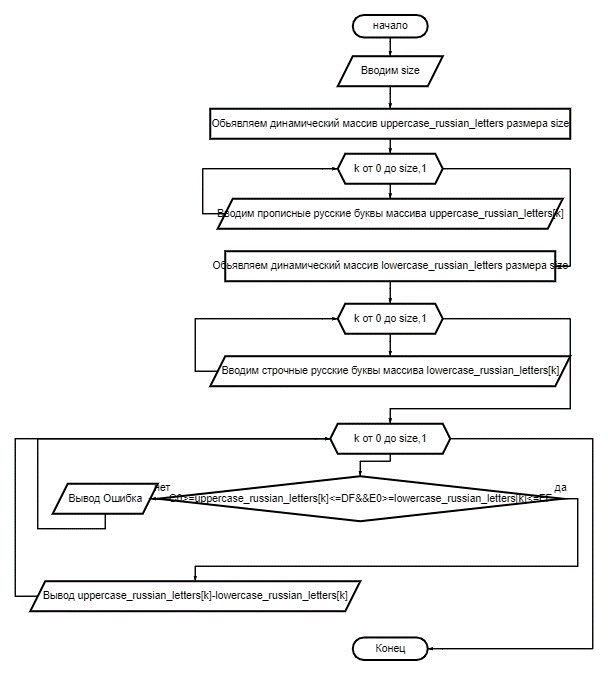 начало
Вводим size
Обьявляем динамический массив uppercase_russian_letters размера size
k от 0 до size,1
Вводим прописные русские буквы массива uppercase_russian_letters[k]
Обьявляем динамический массив lowercase_russian_letters размера size
k от 0 до size,1
Вводим строчные русские буквы массива lowercase_russian_letters[k]
k от 0 до size,1
нет
да
Вывод Ошибка
C0>=uppercase_russian_letters[k]<=DF&&E0>=lowercase_russian_letters[k]<=FF
Вывод uppercase_russian_letters[k]-lowercase_russian_letters[k]
Конец